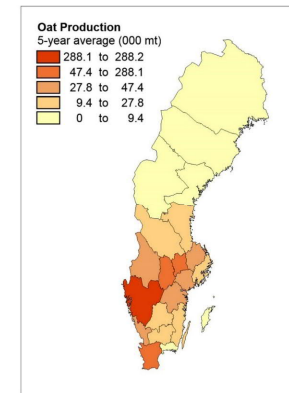 Oat Production
5-year average (000 mt)
288.1 to 288.2
47.4 to 288.1
27.8 to 47.4
9.4 to 27.8
0 to 9.4